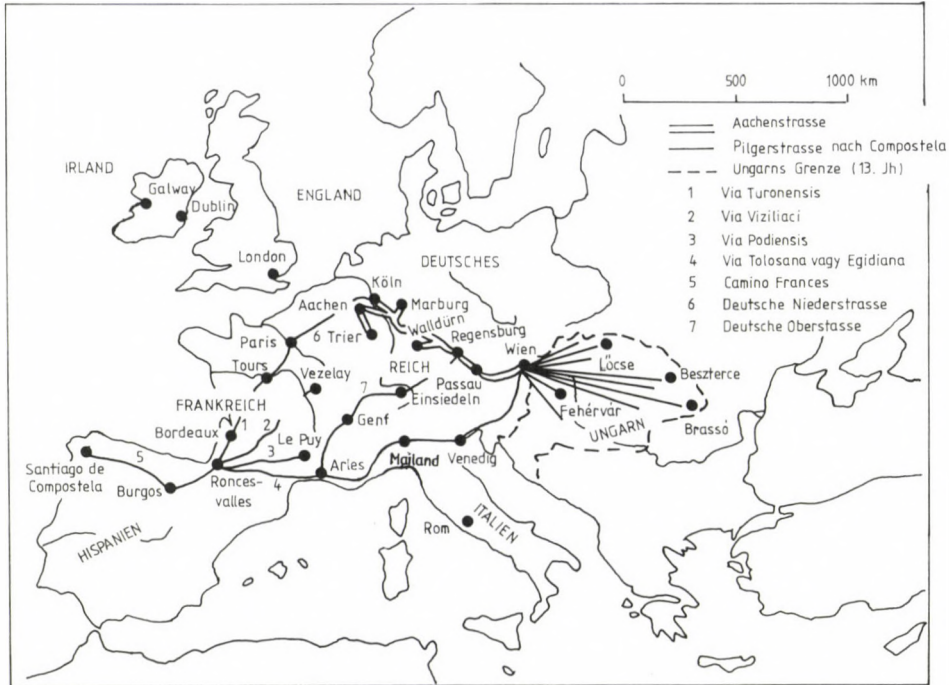 0 500 1000 km
Aachenstrasse
Pilgerstrasse nach Compostela
Ungarns Grenze (13. Jh)
1 Via Turonensis
2 Via Viziliaci
3 Via Podiensis
4 Via Tolosana vagy Egidiana
5 Camino Frances
6 Deutsche Niederstrasse
7 Deutsche Oberstasse
IRLAND
Galway
Dublin
ENGLAND
London
DEUTSCHES
REICH
Köln
Aachen
Marburg
6 Trier
Walldürn
Regensburg
Paris
Wien
Löcse
Tours
Vezelay
7
Passau
Einsiedeln
Beszterce
FRANKREICH
Genf
Fehérvár
UNGARN
Brassó
Bordeaux
1
2
3
Le Puy
4
Arles
Mailand
Venedig
5
Santiago de
Compostela
Burgos
Ronces-
valles
Rom
ITALIEN
HISPANIEN